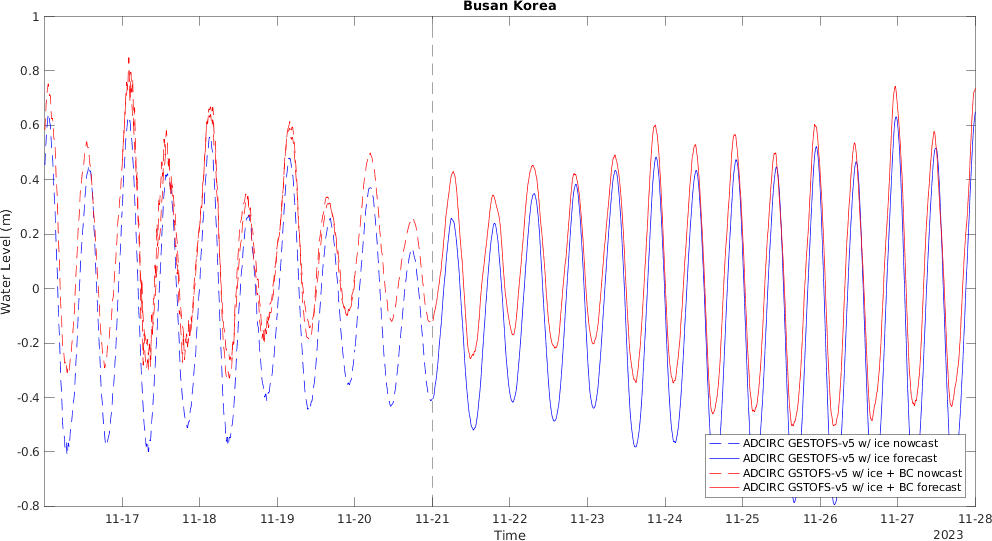 Busan Korea
Water Level (m)
1
0.8
0.6
0.4
0.2
0
-0.2
-0.4
-0.6
-0.8
ADCIRC GESTOFS-v5 w/ ice nowcast
ADCIRC GESTOFS-v5 w/ ice forecast
ADCIRC GSTOFS-v5 w/ ice + BC nowcast
ADCIRC GSTOFS-v5 w/ ice + BC forecast
11-17 11-18 11-19 11-20 11-21 11-22 11-23 11-24 11-25 11-26 11-27 11-28
Time
2023